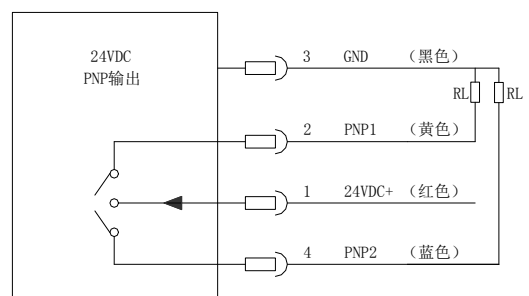 24VDC
PNP输出
3 GND （黑色）
RL RL
2 PNP1 （黄色）
1 24VDC+ （红色）
4 PNP2 （蓝色）